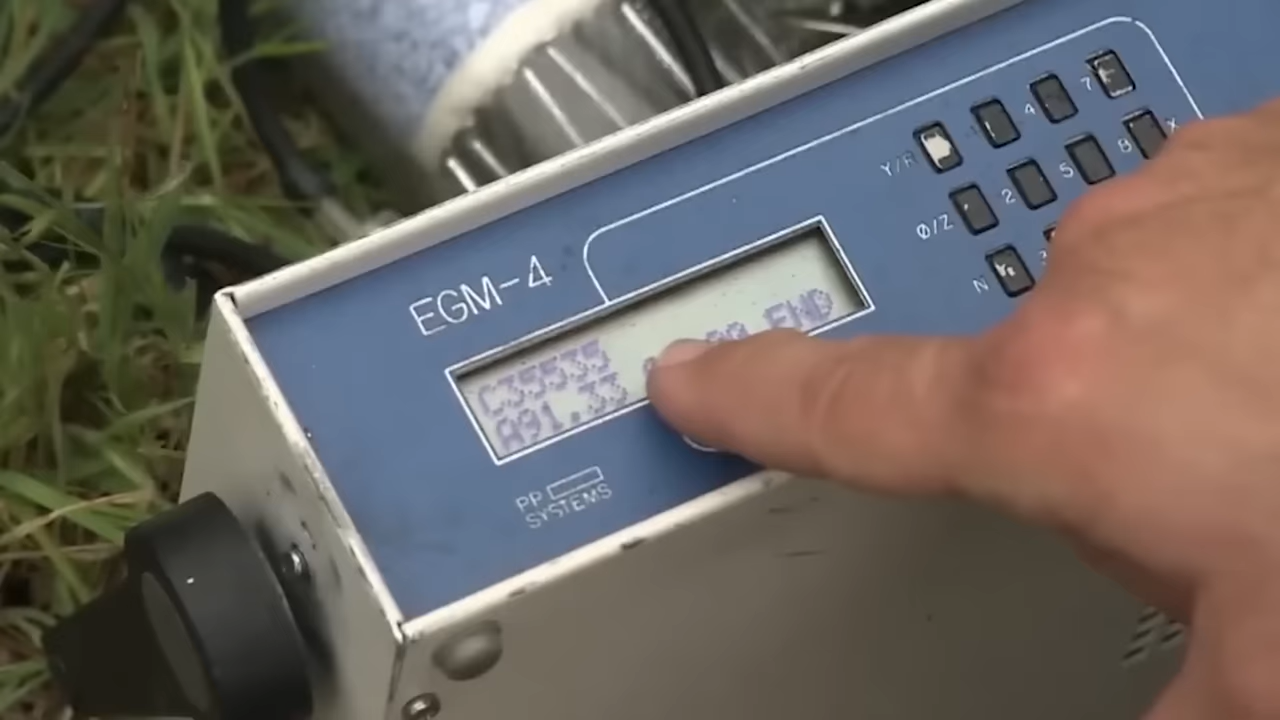 EGM-4
C35535
END
A91.33
PP
SYSTEMS
Y/R
4
7
Ø/Z
2
5
8
X
N